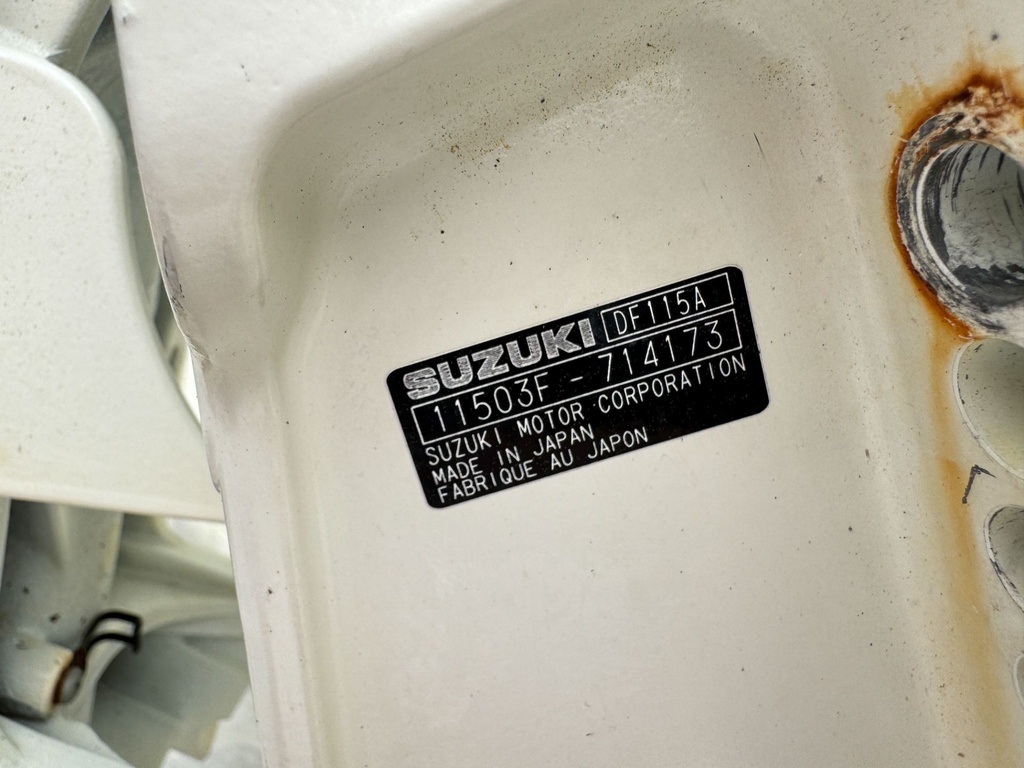 SUZUKI DF115A
11503F - 714173
SUZUKI MOTOR CORPORATION
MADE IN JAPAN
FABRIQUE AU JAPON